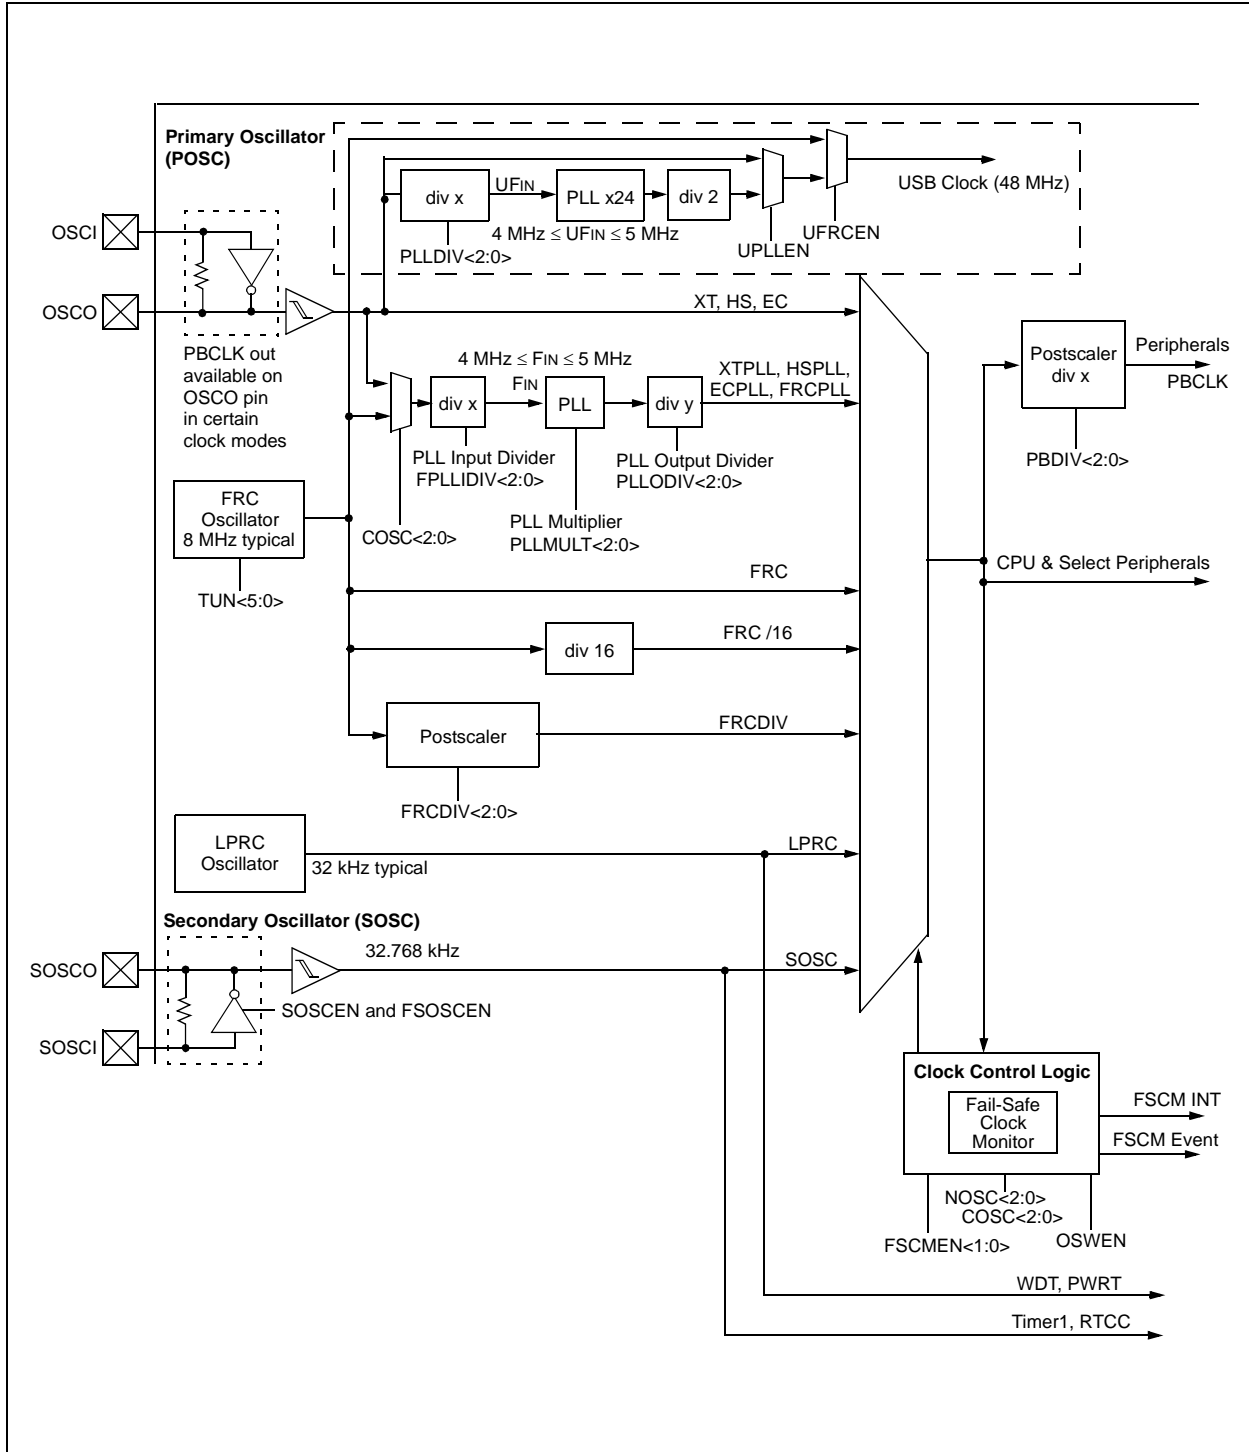 Primary Oscillator
(POSC)
div x
UFIN
PLL x24
div 2
USB Clock (48 MHz)
4 MHz ≤ UFIN ≤ 5 MHz
PLLDIV<2:0>
UPLLEN
UFRCEN
OSCI
OSCO
XT, HS, EC
PBCLK out
available on
OSCO pin
in certain
clock modes
4 MHz ≤ FIN ≤ 5 MHz
FIN
div x
PLL
div y
XTPLL, HSPLL,
ECPLL, FRCPLL
Postscaler
div x
Peripherals
PBCLK
PBDIV<2:0>
PLL Input Divider
FPLLIDIV<2:0>
PLL Output Divider
PLLODIV<2:0>
PLL Multiplier
PLLMULT<2:0>
COSC<2:0>
FRC
Oscillator
8 MHz typical
TUN<5:0>
CPU & Select Peripherals
FRC
div 16
FRC /16
Postscaler
FRCDIV
FRCDIV<2:0>
LPRC
Oscillator
32 kHz typical
LPRC
Secondary Oscillator (SOSC)
SOSCO
32.768 kHz
SOSC
SOSCEN and FSOSCEN
SOSCI
Clock Control Logic
Fail-Safe
Clock
Monitor
FSCM INT
FSCM Event
NOSC<2:0>
COSC<2:0>
FSCMEN<1:0>
OSWEN
WDT, PWRT
Timer1, RTCC